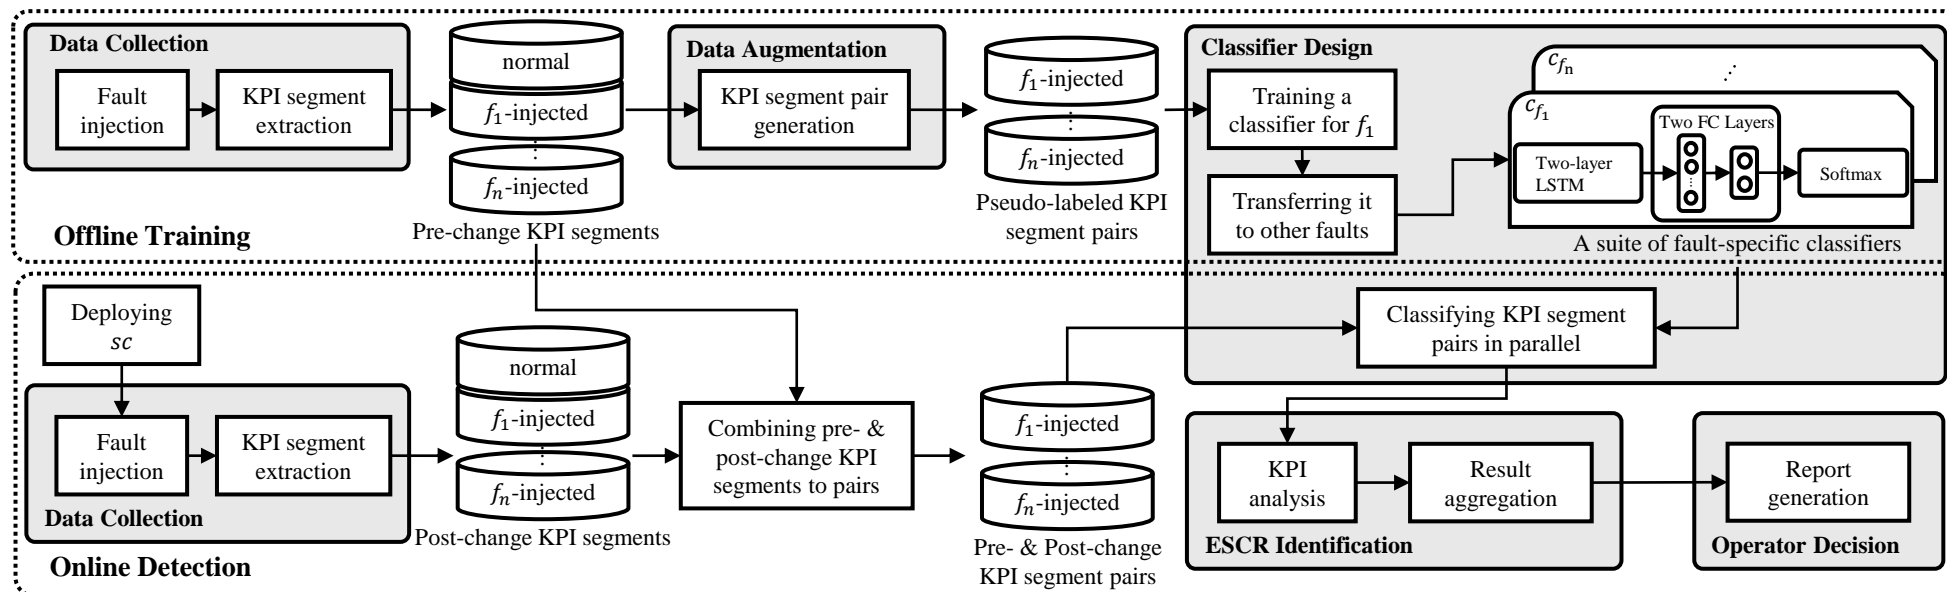 Data Collection
Fault
injection
KPI segment
extraction
normal
f₁-injected
⋮
fₙ-injected
Pre-change KPI segments
Data Augmentation
KPI segment pair
generation
f₁-injected
⋮
fₙ-injected
Pseudo-labeled KPI
segment pairs
Classifier Design
Training a
classifier for f₁
Transferring it
to other faults
C_fₙ
⋰
C_f₁
Two-layer
LSTM
Two FC Layers
Softmax
A suite of fault-specific classifiers
Offline Training
Deploying
sc
Fault
injection
KPI segment
extraction
Data Collection
normal
f₁-injected
⋮
fₙ-injected
Post-change KPI segments
Combining pre- &
post-change KPI
segments to pairs
f₁-injected
⋮
fₙ-injected
Pre- & Post-change
KPI segment pairs
Classifying KPI segment
pairs in parallel
KPI
analysis
Result
aggregation
ESCR Identification
Report
generation
Operator Decision
Online Detection